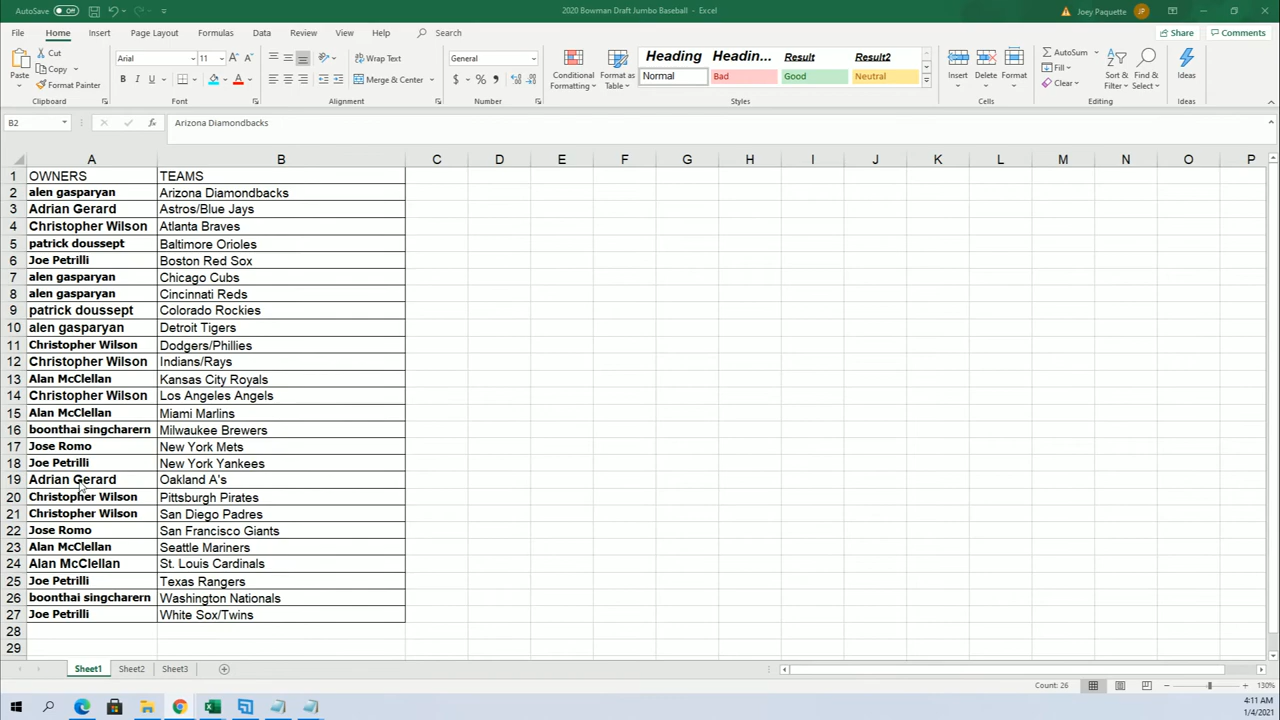 AutoSave Off 2020 Bowman Draft Jumbo Baseball - Excel Joey Paquette JP
File Home Insert Page Layout Formulas Data Review View Help Search Share Comments
Paste Cut Copy Format Painter Clipboard
Arial 11 A A B I U A Font
Wrap Text Merge & Center Alignment
General $ % , Number
Conditional Formatting Format as Table Heading Headin... Result Result2 Normal Bad Good Neutral Styles
Insert Delete Format Cells
AutoSum Fill Clear Sort & Filter Find & Select Editing
Ideas Ideas
B2 fx Arizona Diamondbacks
A B C D E F G H I J K L M N O P
1 OWNERS TEAMS
2 alen gasparyan Arizona Diamondbacks
3 Adrian Gerard Astros/Blue Jays
4 Christopher Wilson Atlanta Braves
5 patrick doussept Baltimore Orioles
6 Joe Petrilli Boston Red Sox
7 alen gasparyan Chicago Cubs
8 alen gasparyan Cincinnati Reds
9 patrick doussept Colorado Rockies
10 alen gasparyan Detroit Tigers
11 Christopher Wilson Dodgers/Phillies
12 Christopher Wilson Indians/Rays
13 Alan McClellan Kansas City Royals
14 Christopher Wilson Los Angeles Angels
15 Alan McClellan Miami Marlins
16 boonthai singcharern Milwaukee Brewers
17 Jose Romo New York Mets
18 Joe Petrilli New York Yankees
19 Adrian Gerard Oakland A's
20 Christopher Wilson Pittsburgh Pirates
21 Christopher Wilson San Diego Padres
22 Jose Romo San Francisco Giants
23 Alan McClellan Seattle Mariners
24 Alan McClellan St. Louis Cardinals
25 Joe Petrilli Texas Rangers
26 boonthai singcharern Washington Nationals
27 Joe Petrilli White Sox/Twins
28
29
Sheet1 Sheet2 Sheet3
Count: 26 130%
4:11 AM
1/4/2021